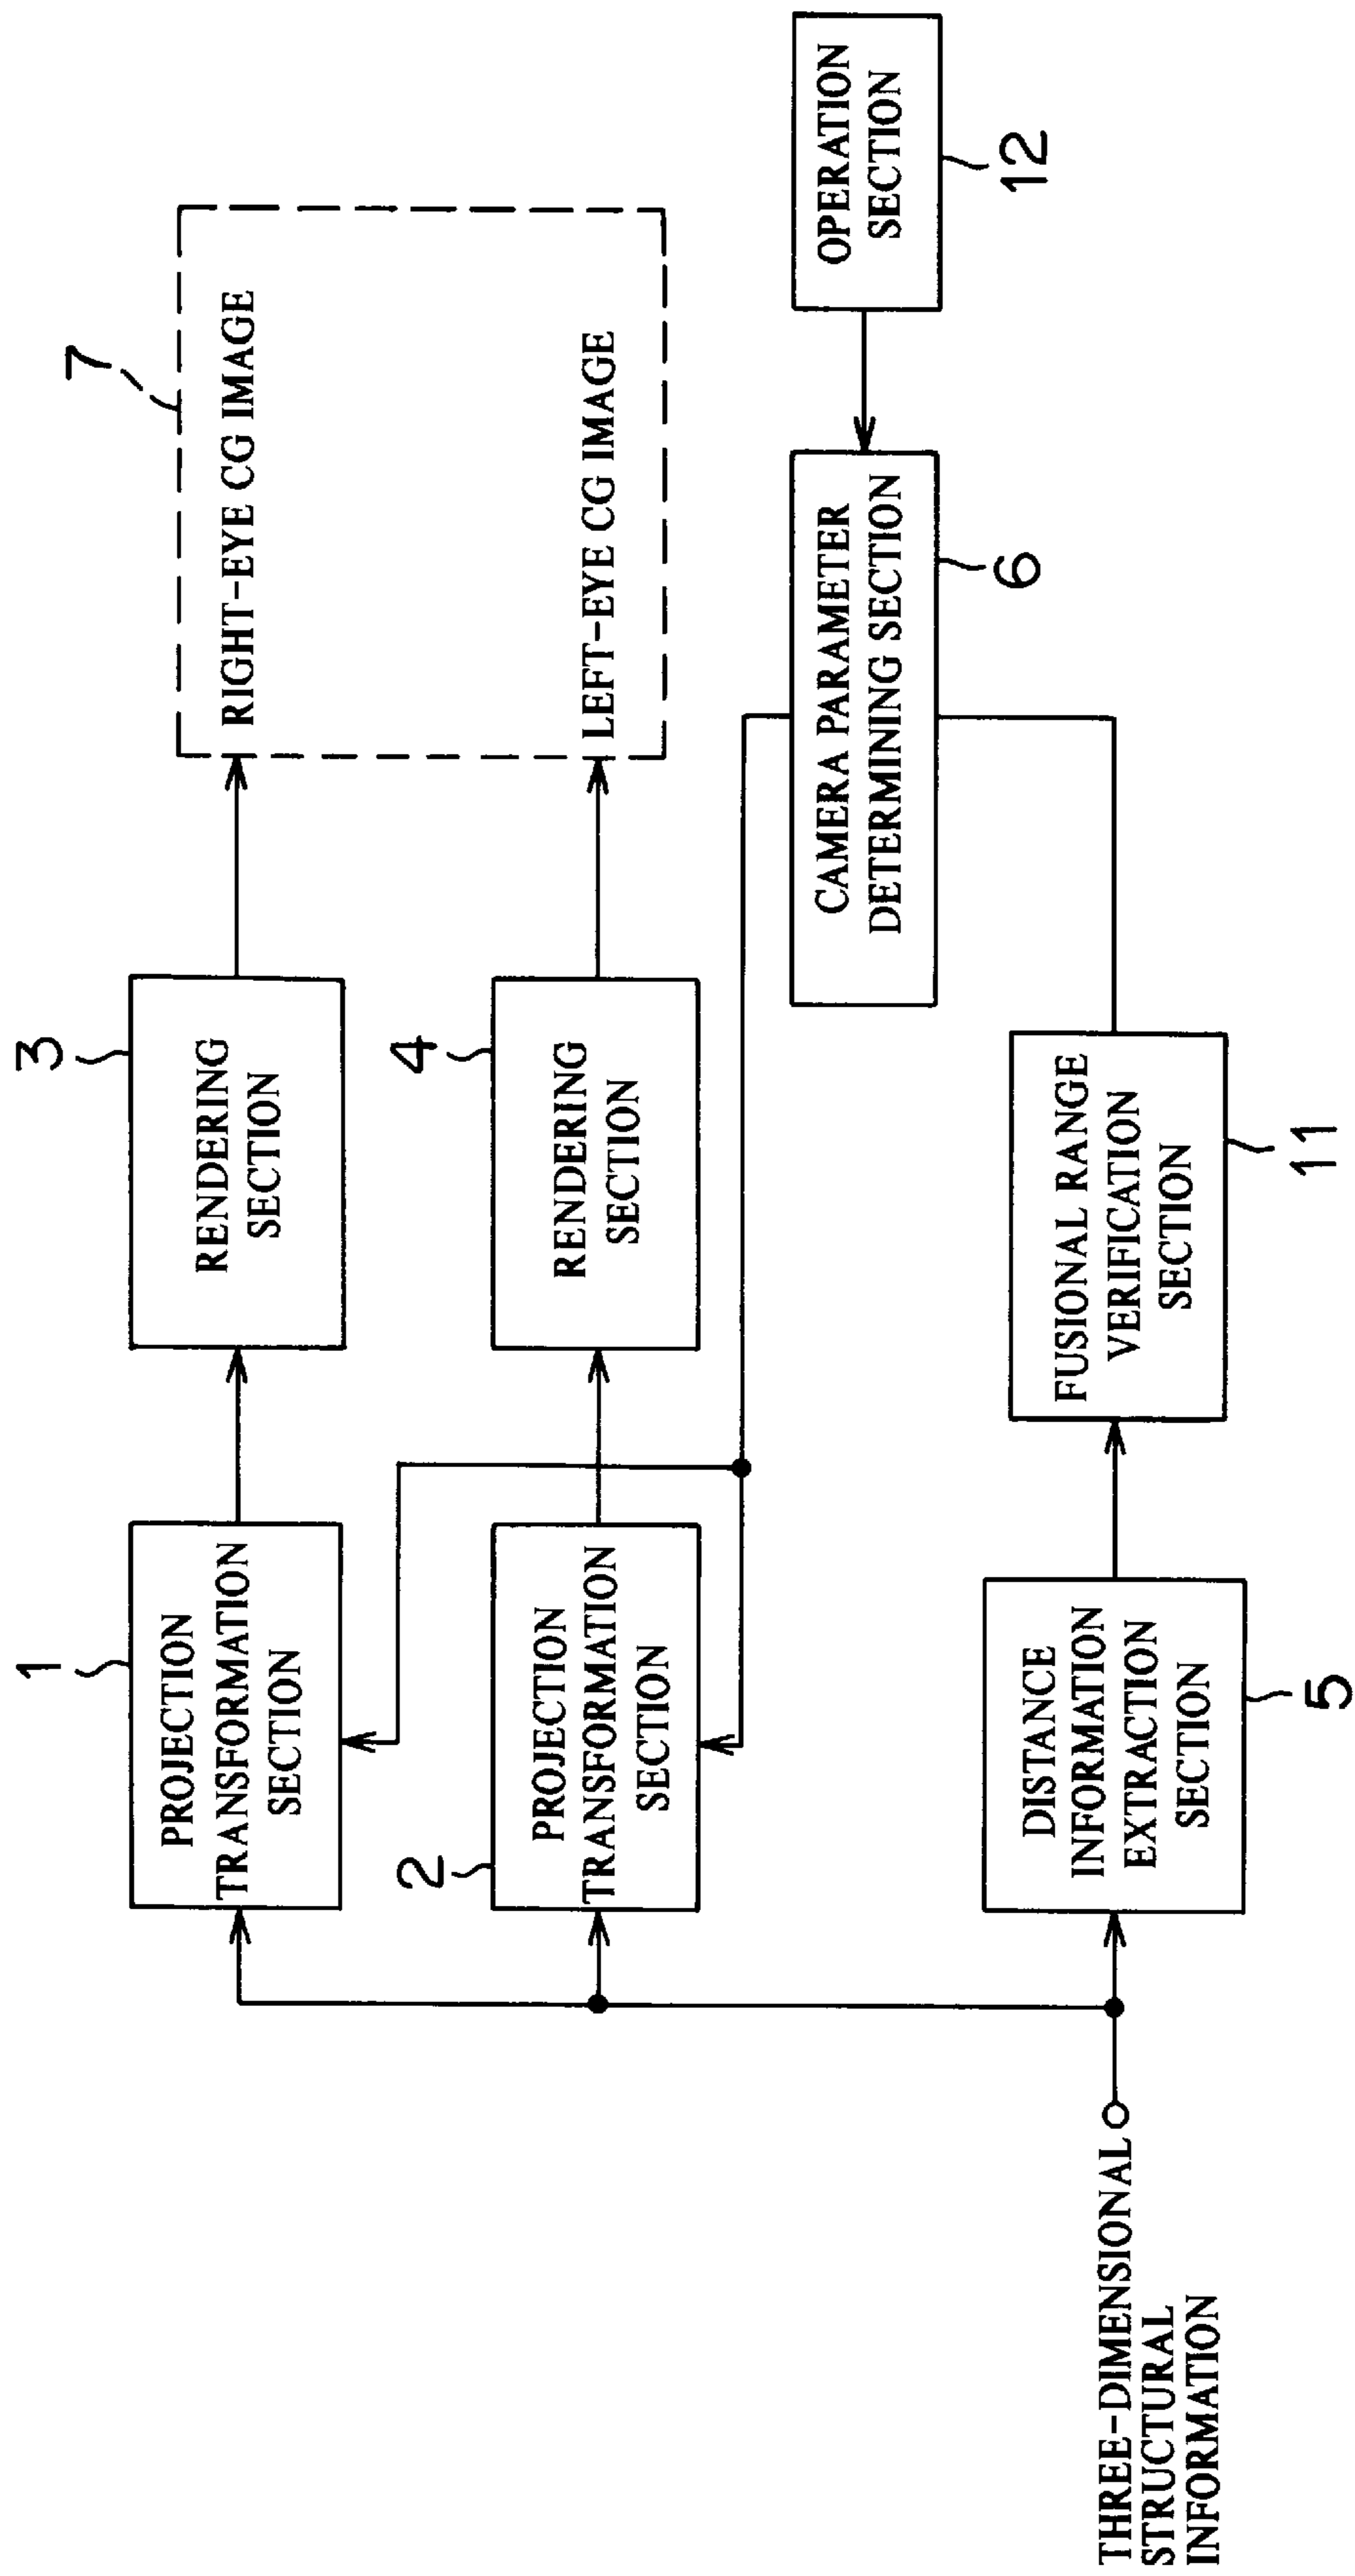 THREE-DIMENSIONAL
STRUCTURAL
INFORMATION
1
PROJECTION
TRANSFORMATION
SECTION
3
RENDERING
SECTION
7
RIGHT-EYE CG IMAGE
2
PROJECTION
TRANSFORMATION
SECTION
4
RENDERING
SECTION
LEFT-EYE CG IMAGE
CAMERA PARAMETER
DETERMINING SECTION
6
OPERATION
SECTION
12
DISTANCE
INFORMATION
EXTRACTION
SECTION
5
FUSIONAL RANGE
VERIFICATION
SECTION
11